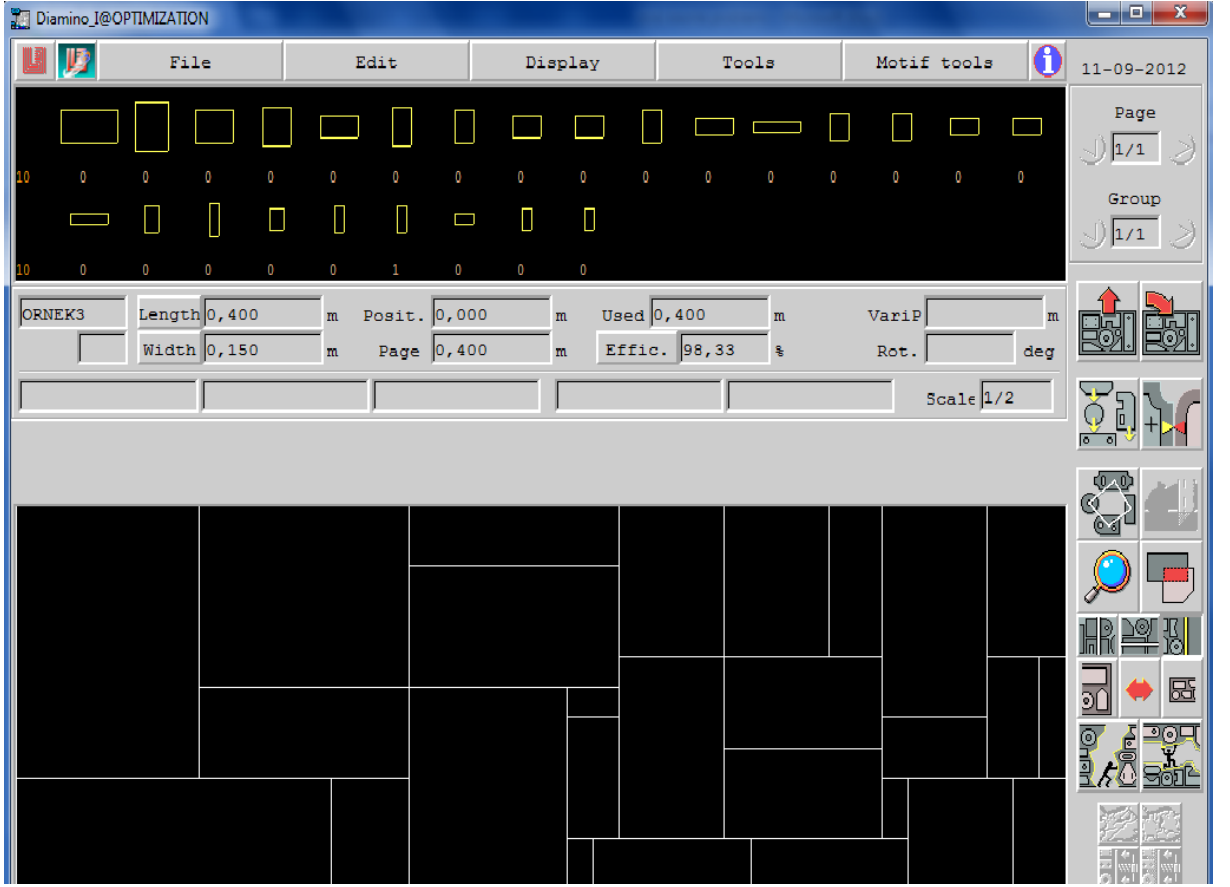 Diamino_I@OPTIMIZATION
File Edit Display Tools Motif tools 11-09-2012
Page
1/1
10 0 0 0 0 0 0 0 0 0 0 0 0 0 0 0 0
Group
1/1
10 0 0 0 0 0 1 0 0 0
ORNEK3 Length 0,400 m Posit. 0,000 m Used 0,400 m VariP m
Width 0,150 m Page 0,400 m Effic. 98,33 % Rot. deg
Scale 1/2